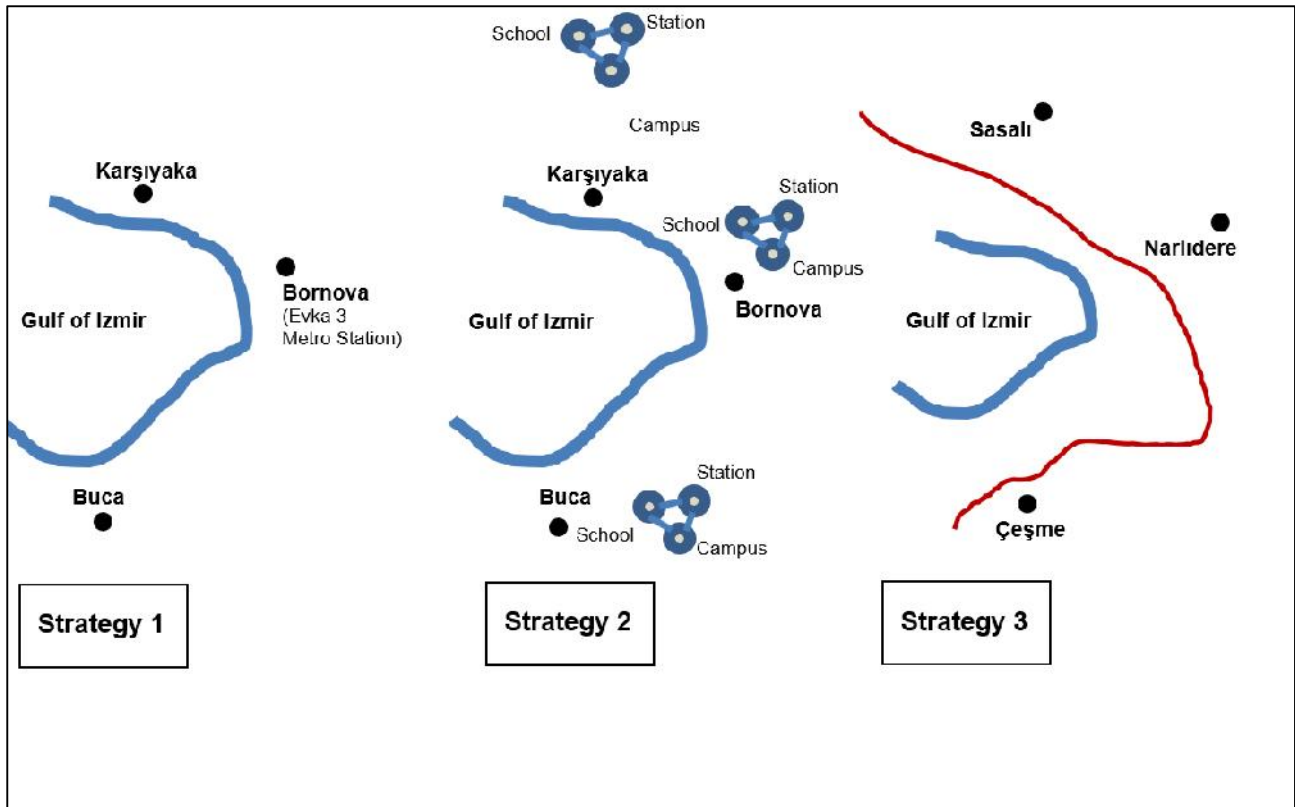 Karşıyaka
Bornova
(Evka 3
Metro Station)
Gulf of Izmir
Buca
Strategy 1
School
Station
Campus
Karşıyaka
Station
School
Campus
Bornova
Gulf of Izmir
Station
Buca
School
Campus
Strategy 2
Sasalı
Narlıdere
Gulf of Izmir
Çeşme
Strategy 3